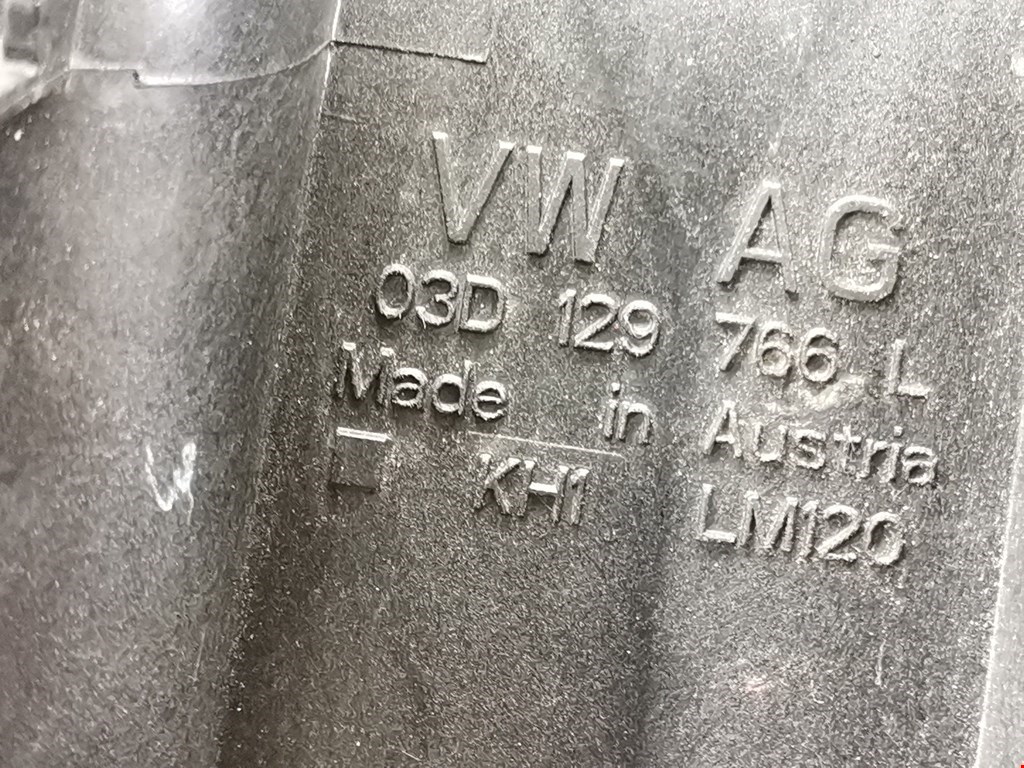 VW AG
03D 129 766 L
Made in Austria
KH1 LM120
W